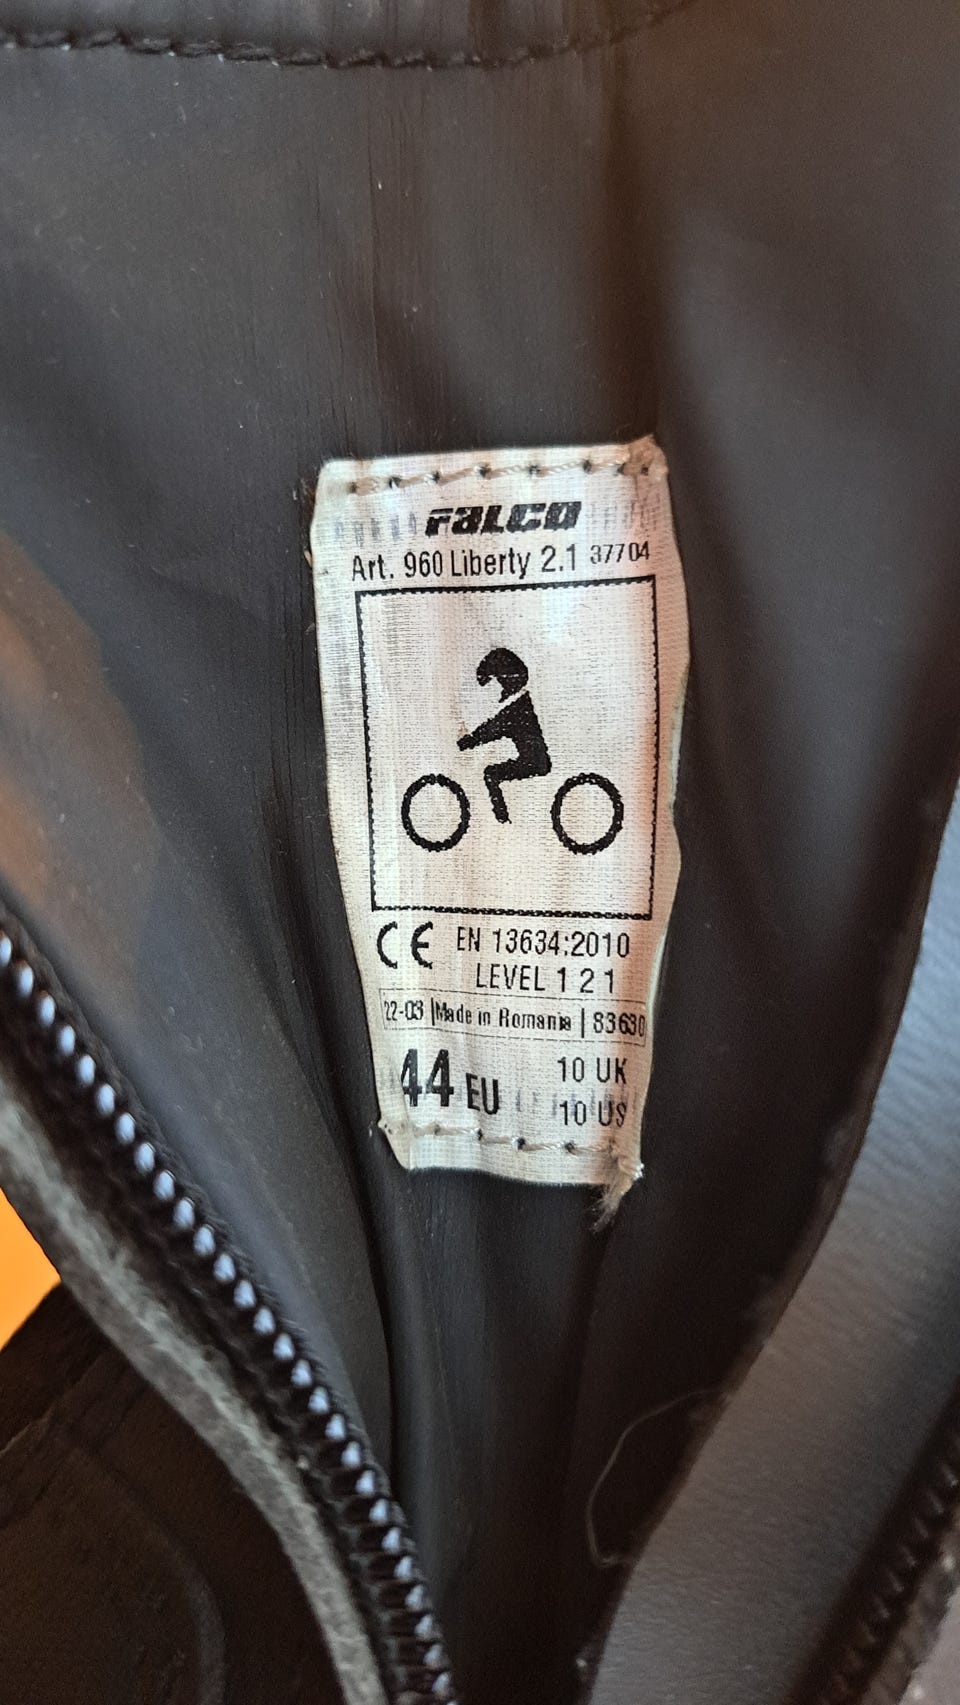 FALCO
Art. 960 Liberty 2.1 37704
CE EN 13634:2010
LEVEL 1 2 1
22-03 | Made in Romania | 83630
44 EU 10 UK
10 US